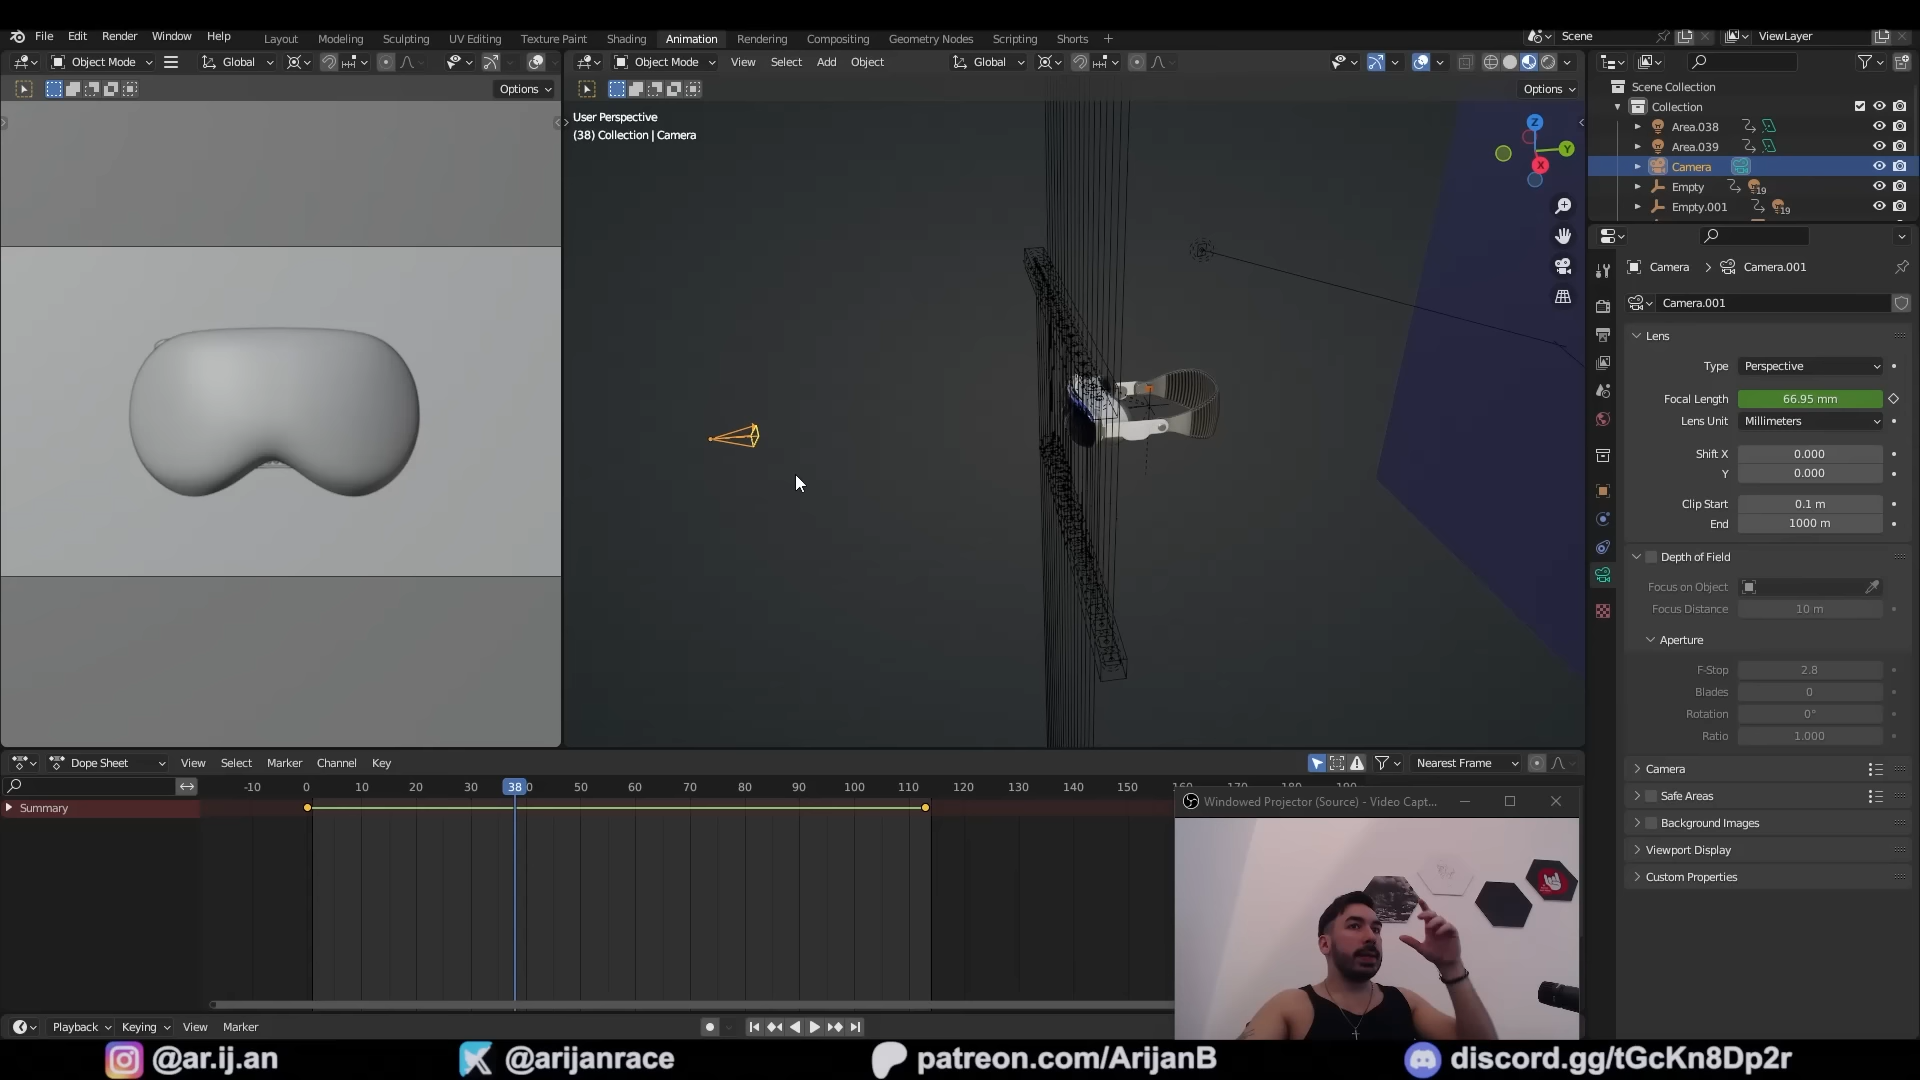 File Edit Render Window Help
Layout Modeling Sculpting UV Editing Texture Paint Shading Animation Rendering Compositing Geometry Nodes Scripting Shorts +
Scene
ViewLayer
Object Mode
Global
Options
Object Mode
View Select Add Object
Global
Options
User Perspective
(38) Collection | Camera
Z
Y
X
Scene Collection
Collection
Area.038
Area.039
Camera
Empty
19
Empty.001
19
Camera > Camera.001
Camera.001
Lens
Type Perspective
Focal Length 66.95 mm
Lens Unit Millimeters
Shift X 0.000
Y 0.000
Clip Start 0.1 m
End 1000 m
Depth of Field
Focus on Object
Focus Distance 10 m
Aperture
F-Stop 2.8
Blades 0
Rotation 0°
Ratio 1.000
Camera
Safe Areas
Background Images
Viewport Display
Custom Properties
Dope Sheet
View Select Marker Channel Key
Nearest Frame
-10 0 10 20 30 38 0 50 60 70 80 90 100 110 120 130 140 150 160 170 180 190
Summary
Windowed Projector (Source) - Video Capt...
Playback Keying View Marker
@ar.ij.an
@arijanrace
patreon.com/ArijanB
discord.gg/tGcKn8Dp2r